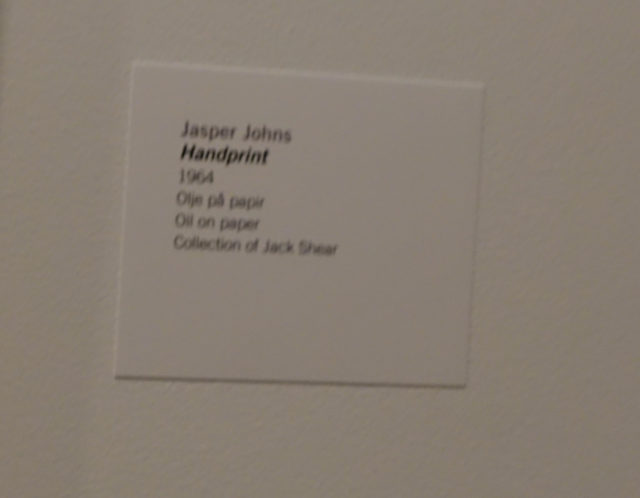 Jasper Johns
Handprint
1964
Olje på papir
Oil on paper
Collection of Jack Shear